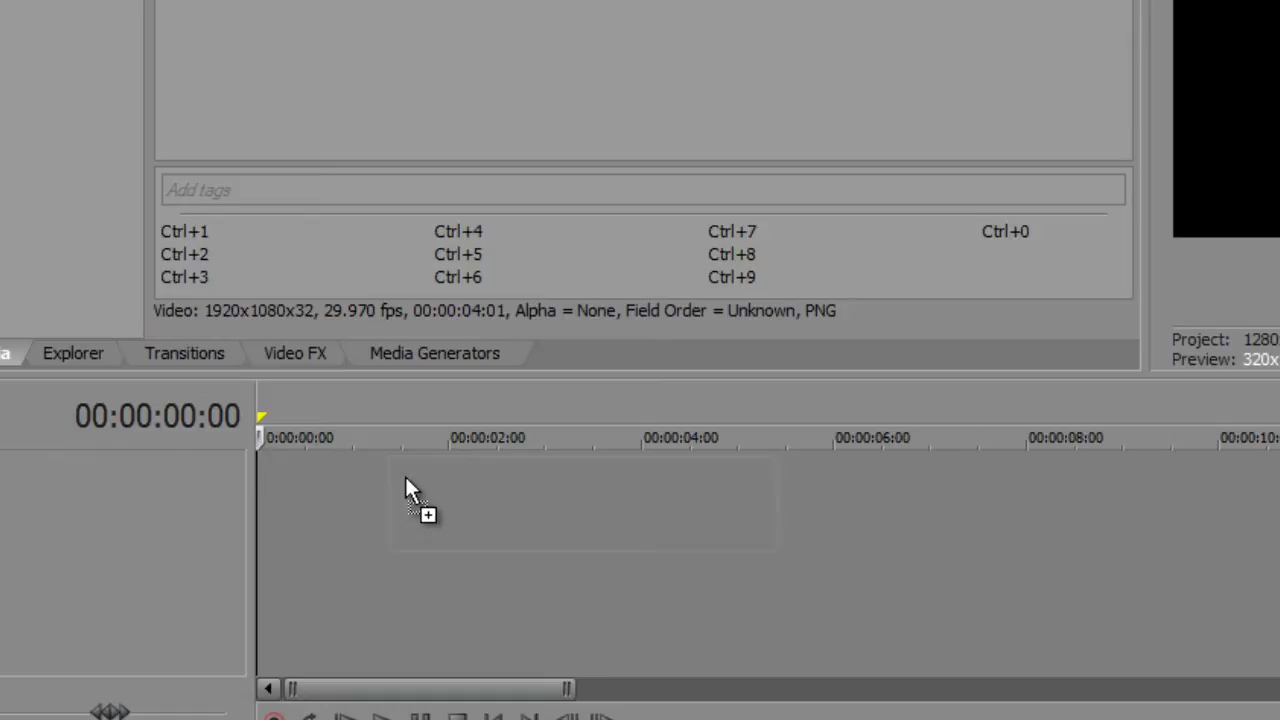 Add tags
Ctrl+1 Ctrl+4 Ctrl+7 Ctrl+0
Ctrl+2 Ctrl+5 Ctrl+8
Ctrl+3 Ctrl+6 Ctrl+9
Video: 1920x1080x32, 29.970 fps, 00:00:04:01, Alpha = None, Field Order = Unknown, PNG
Project: 1280
Preview: 320x
Explorer Transitions Video FX Media Generators
00:00:00:00
0:00:00:00 00:00:02:00 00:00:04:00 00:00:06:00 00:00:08:00 00:00:10: